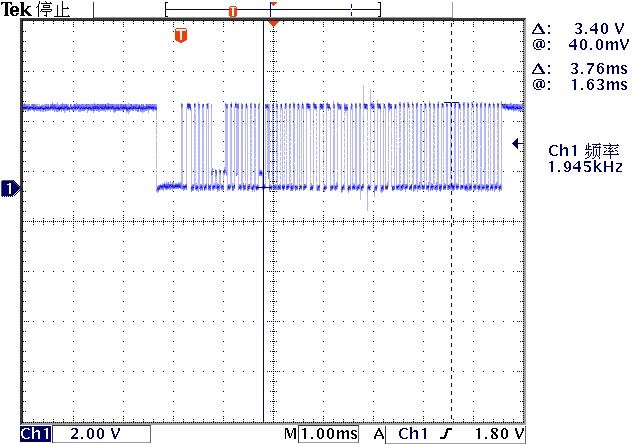 Tek 停止
T
T
Δ: 3.40 V
@: 40.0mV
Δ: 3.76ms
@: 1.63ms
Ch1 频率
1.945kHz
1
Ch1 2.00 V M 1.00ms A Ch1 1.80 V